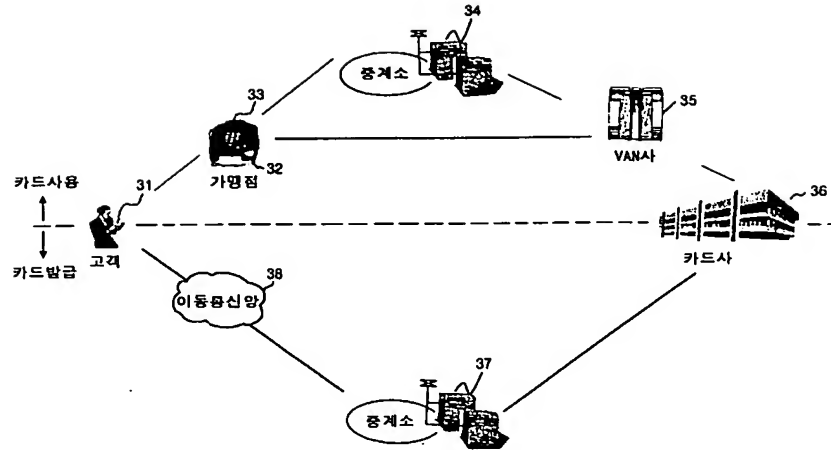 34
중계소
33
35
32
VAN사
가맹점
카드사용
31
36
고객
카드사
카드발급
38
이동통신망
37
중계소